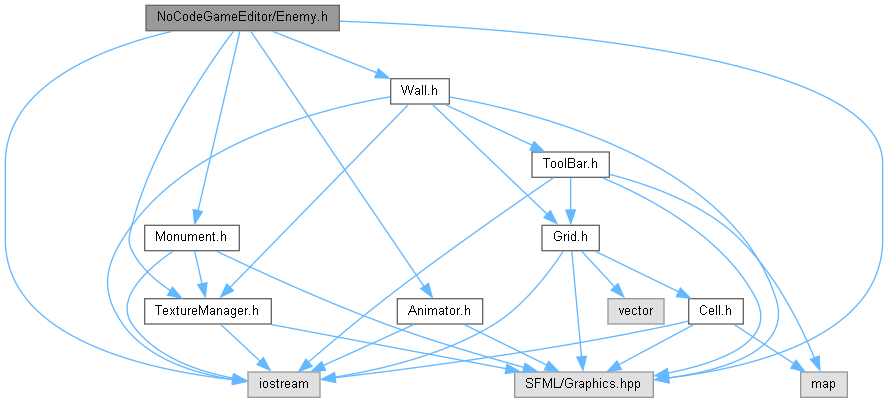 NoCodeGameEditor/Enemy.h
Wall.h
ToolBar.h
Monument.h
Grid.h
TextureManager.h
Animator.h
vector
Cell.h
iostream
SFML/Graphics.hpp
map